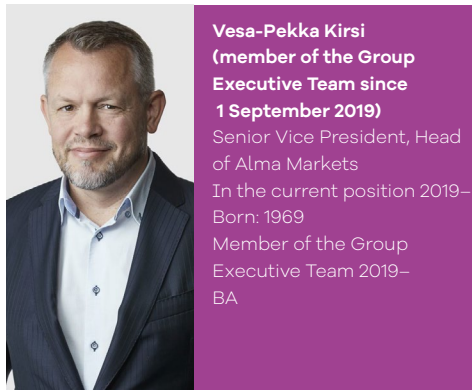 Vesa-Pekka Kirsi
(member of the Group
Executive Team since
1 September 2019)
Senior Vice President, Head
of Alma Markets
In the current position 2019–
Born: 1969
Member of the Group
Executive Team 2019–
BA